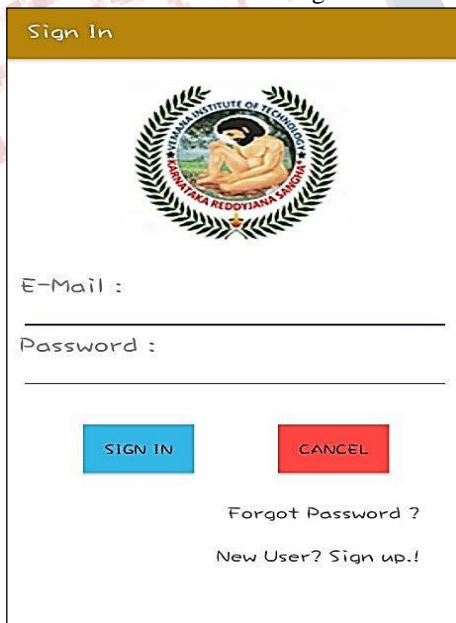 Sign In
VEMANA INSTITUTE OF TECHNOLOGY
KARNATAKA REDDYJANA SANGHA
E-Mail :
Password :
SIGN IN
CANCEL
Forgot Password ?
New User? Sign up.!